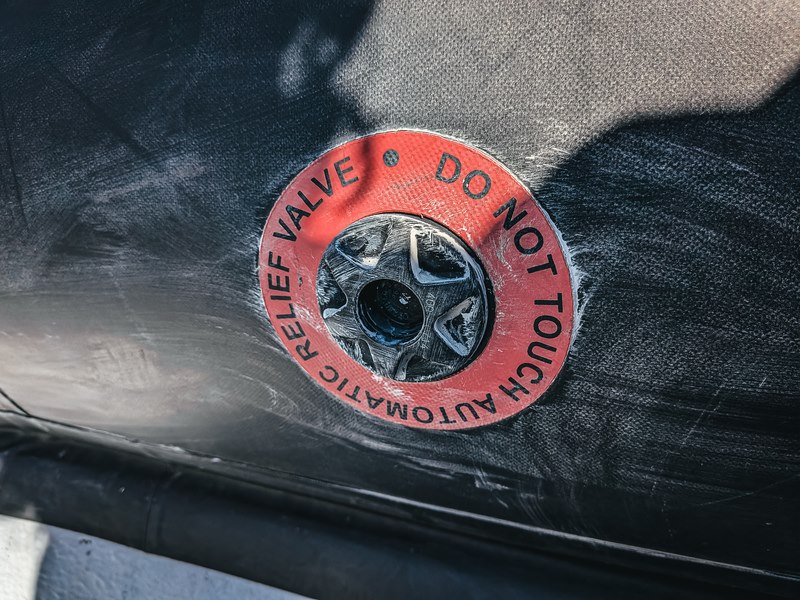 DO NOT TOUCH AUTOMATIC RELIEF VALVE •